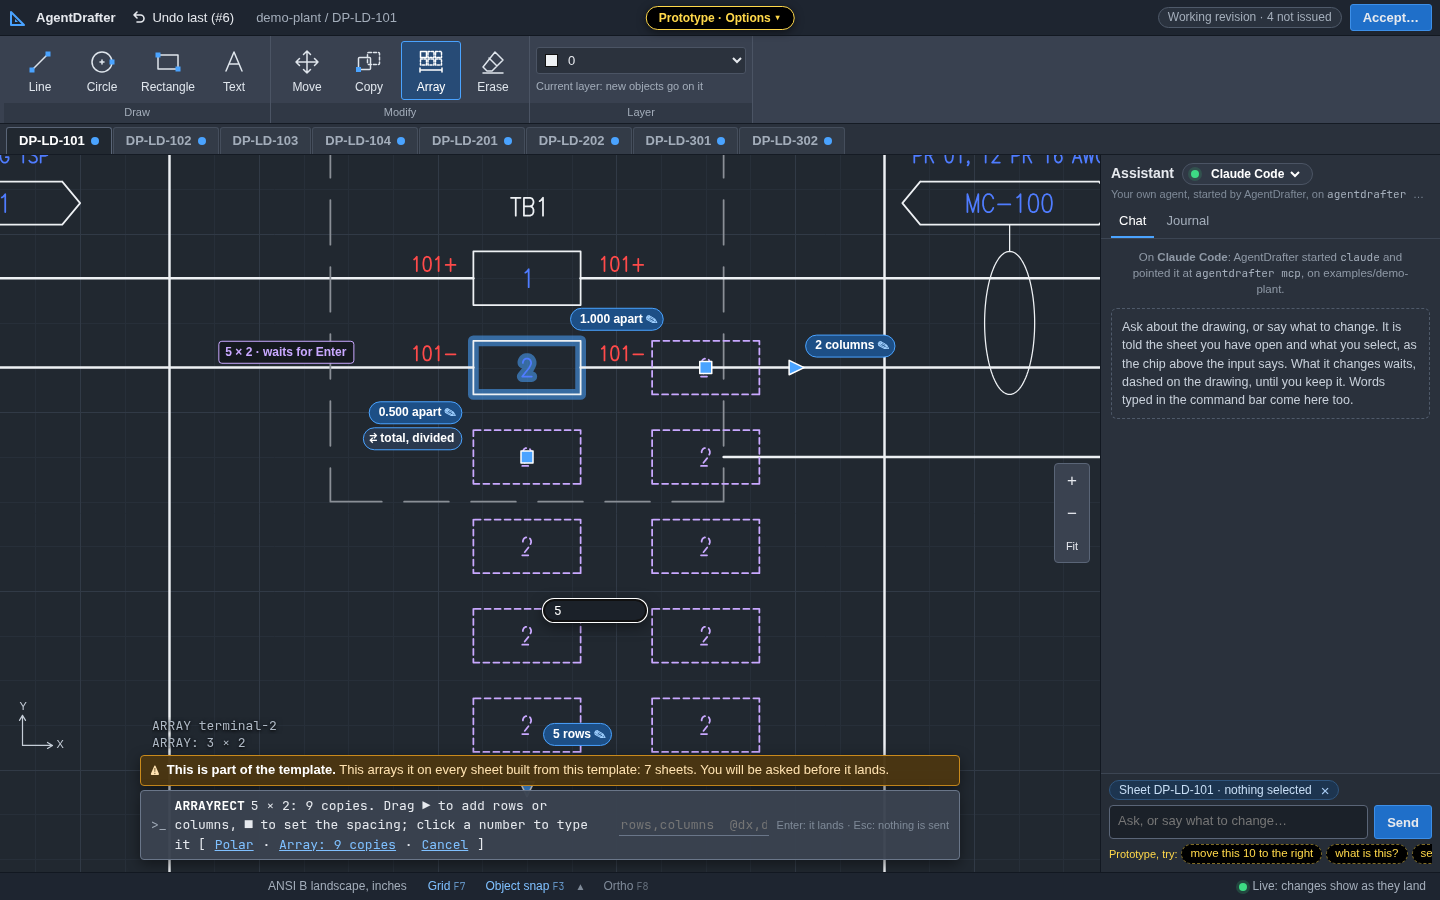 AgentDrafter
Undo last (#6)
demo-plant / DP-LD-101
Prototype · Options ▾
Working revision · 4 not issued
Accept…
Line
Circle
Rectangle
Text
Move
Copy
Array
Erase
0
Current layer: new objects go on it
Draw
Modify
Layer
DP-LD-101
DP-LD-102
DP-LD-103
DP-LD-104
DP-LD-201
DP-LD-202
DP-LD-301
DP-LD-302
1
TB1
MC-100
101+
1
101+
1.000 apart
5 × 2 · waits for Enter
101-
2
101-
2 columns
0.500 apart
⇄ total, divided
2
2
2
5
2
2
2
5 rows
2
Y
X
+
−
Fit
ARRAY terminal-2
ARRAY: 3 × 2
This is part of the template. This arrays it on every sheet built from this template: 7 sheets. You will be asked before it lands.
>_ ARRAYRECT 5 × 2: 9 copies. Drag ▶ to add rows or
columns, ■ to set the spacing; click a number to type
it [ Polar · Array: 9 copies · Cancel ]
rows,columns @dx,d
Enter: it lands · Esc: nothing is sent
Assistant
Claude Code
Your own agent, started by AgentDrafter, on agentdrafter …
Chat
Journal
On Claude Code: AgentDrafter started claude and
pointed it at agentdrafter mcp, on examples/demo-
plant.
Ask about the drawing, or say what to change. It is
told the sheet you have open and what you select, as
the chip above the input says. What it changes waits,
dashed on the drawing, until you keep it. Words
typed in the command bar come here too.
Sheet DP-LD-101 · nothing selected ×
Ask, or say what to change…
Send
Prototype, try:
move this 10 to the right
what is this?
se
ANSI B landscape, inches
Grid F7
Object snap F3
▲
Ortho F8
Live: changes show as they land